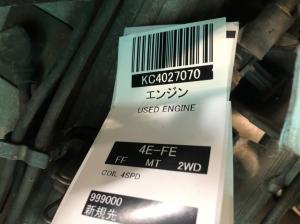 KC4027070
エンジン
USED ENGINE
4E-FE
FF MT 2WD
COIL 4SPD
999000
新規先